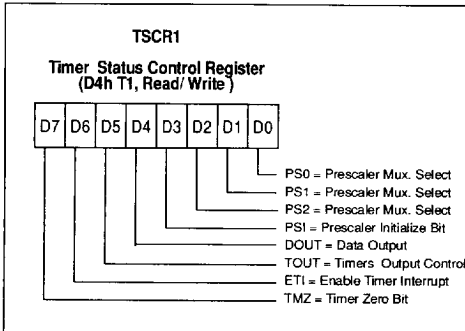 TSCR1
Timer Status Control Register
(D4h T1, Read/ Write )
D7 D6 D5 D4 D3 D2 D1 D0
PS0 = Prescaler Mux. Select
PS1 = Prescaler Mux. Select
PS2 = Prescaler Mux. Select
PSI = Prescaler Initialize Bit
DOUT = Data Output
TOUT = Timers Output Control
ETI = Enable Timer Interrupt
TMZ = Timer Zero Bit